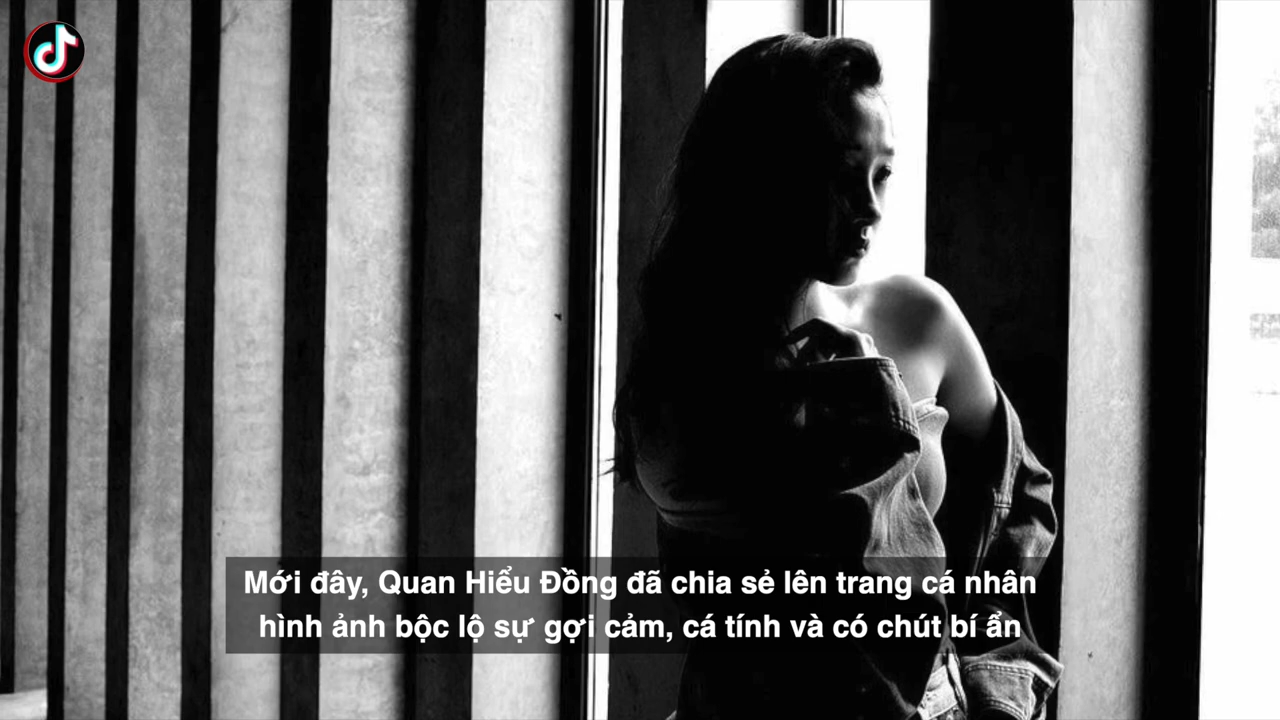 Mới đây, Quan Hiểu Đồng đã chia sẻ lên trang cá nhân
hình ảnh bộc lộ sự gợi cảm, cá tính và có chút bí ẩn